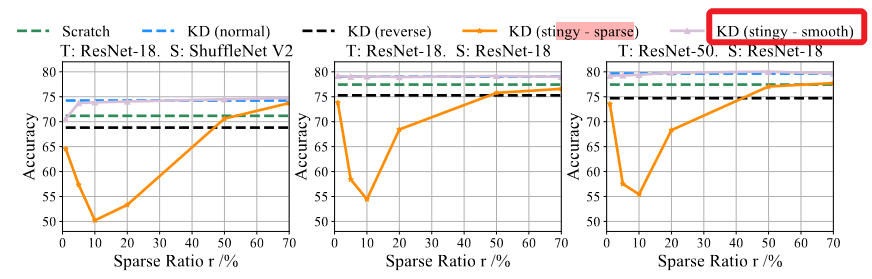 Scratch KD (normal) KD (reverse) KD (stingy - sparse) KD (stingy - smooth)
T: ResNet-18. S: ShuffleNet V2
80
75
70
65
60
55
50
Accuracy
0 10 20 30 40 50 60 70
Sparse Ratio r /%
T: ResNet-18. S: ResNet-18
80
75
70
65
60
55
50
Accuracy
0 10 20 30 40 50 60 70
Sparse Ratio r /%
T: ResNet-50. S: ResNet-18
80
75
70
65
60
55
50
Accuracy
0 10 20 30 40 50 60 70
Sparse Ratio r /%